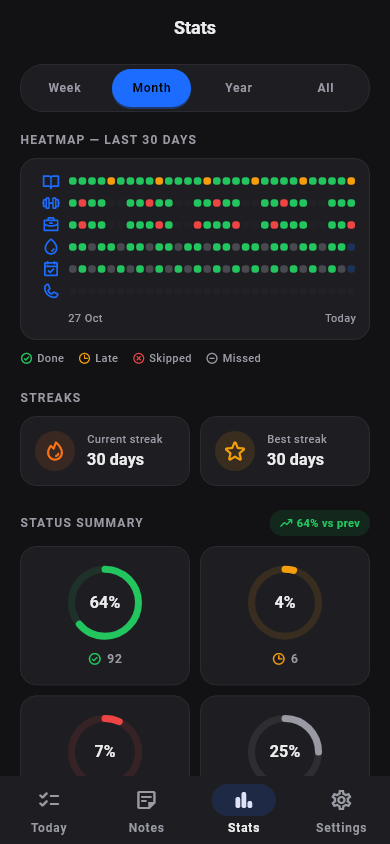 Stats
Week Month Year All
HEATMAP — LAST 30 DAYS
27 Oct Today
Done Late Skipped Missed
STREAKS
Current streak
30 days
Best streak
30 days
STATUS SUMMARY
64% vs prev
64%
92
4%
6
7%
25%
Today Notes Stats Settings